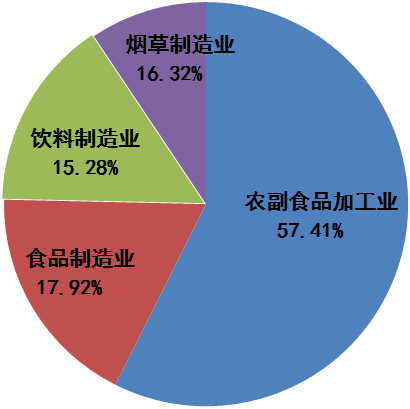 烟草制造业
16.32%
饮料制造业
15.28%
农副食品加工业
57.41%
食品制造业
17.92%